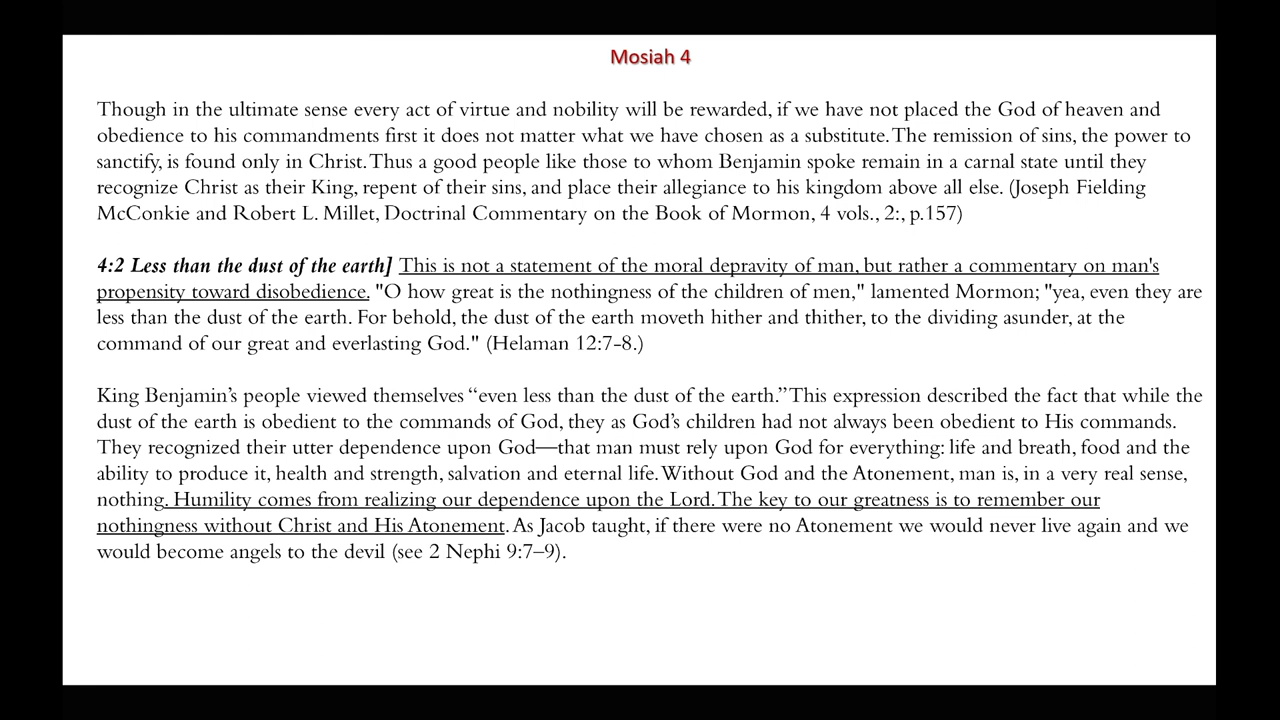 Mosiah 4
Though in the ultimate sense every act of virtue and nobility will be rewarded, if we have not placed the God of heaven and
obedience to his commandments first it does not matter what we have chosen as a substitute. The remission of sins, the power to
sanctify, is found only in Christ. Thus a good people like those to whom Benjamin spoke remain in a carnal state until they
recognize Christ as their King, repent of their sins, and place their allegiance to his kingdom above all else. (Joseph Fielding
McConkie and Robert L. Millet, Doctrinal Commentary on the Book of Mormon, 4 vols., 2:, p.157)
4:2 Less than the dust of the earth] This is not a statement of the moral depravity of man, but rather a commentary on man's
propensity toward disobedience. "O how great is the nothingness of the children of men," lamented Mormon; "yea, even they are
less than the dust of the earth. For behold, the dust of the earth moveth hither and thither, to the dividing asunder, at the
command of our great and everlasting God." (Helaman 12:7-8.)
King Benjamin’s people viewed themselves “even less than the dust of the earth.” This expression described the fact that while the
dust of the earth is obedient to the commands of God, they as God’s children had not always been obedient to His commands.
They recognized their utter dependence upon God—that man must rely upon God for everything: life and breath, food and the
ability to produce it, health and strength, salvation and eternal life. Without God and the Atonement, man is, in a very real sense,
nothing. Humility comes from realizing our dependence upon the Lord. The key to our greatness is to remember our
nothingness without Christ and His Atonement. As Jacob taught, if there were no Atonement we would never live again and we
would become angels to the devil (see 2 Nephi 9:7–9).